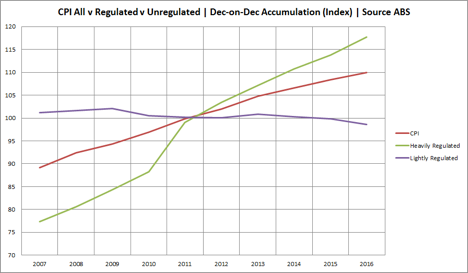 CPI All v Regulated v Unregulated | Dec-on-Dec Accumulation (Index) | Source ABS
120
115
110
105
100
95
90
85
80
75
70
2007 2008 2009 2010 2011 2012 2013 2014 2015 2016
CPI
Heavily Regulated
Lightly Regulated